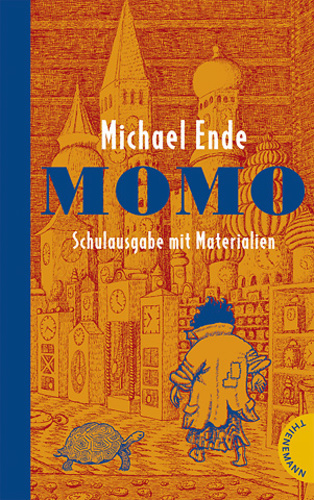 Michael Ende
MOMO
Schulausgabe mit Materialien
THIENEMANN